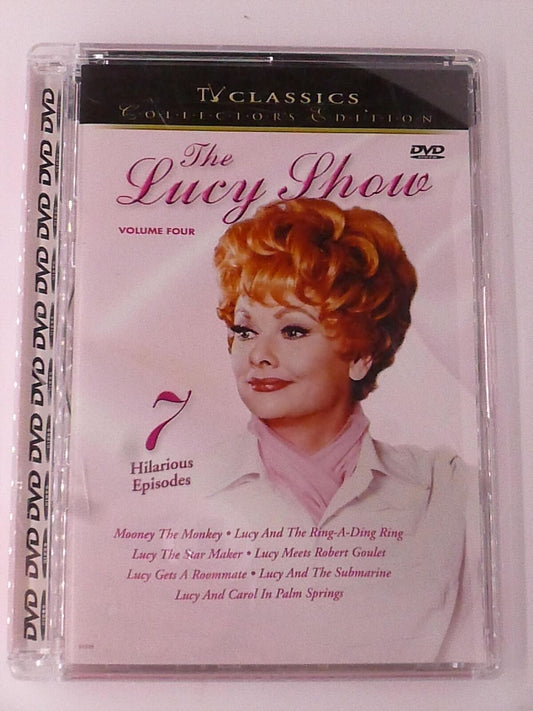 TV CLASSICS
COLLECTORS EDITION
The
Lucy Show
DVD
VOLUME FOUR
7
Hilarious
Episodes
Mooney The Monkey • Lucy And The Ring-A-Ding Ring
Lucy The Star Maker • Lucy Meets Robert Goulet
Lucy Gets A Roommate • Lucy And The Submarine
Lucy And Carol In Palm Springs
DVD DVD DVD DVD DVD DVD DVD DVD DVD